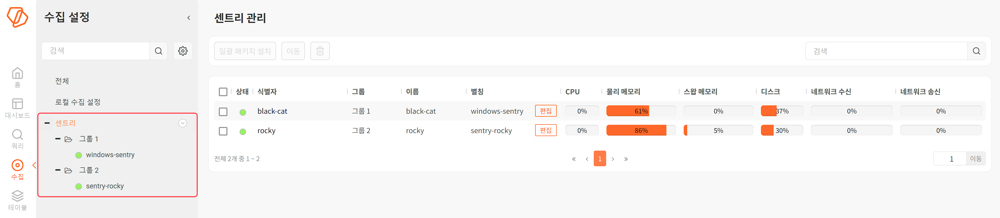 홈
대시보드
쿼리
수집
테이블
수집 설정
검색
전체
로컬 수집 설정
센트리
그룹 1
windows-sentry
그룹 2
sentry-rocky
센트리 관리
일괄 패키지 설치 이동 검색
상태 식별자 그룹 이름 별칭 CPU 물리 메모리 스왑 메모리 디스크 네트워크 수신 네트워크 송신
black-cat 그룹 1 black-cat windows-sentry 편집 0% 61% 0% 37% 0% 0%
rocky 그룹 2 rocky sentry-rocky 편집 0% 86% 5% 30% 0% 0%
전체 2개 중 1 ~ 2 « ‹ 1 › » 1 이동